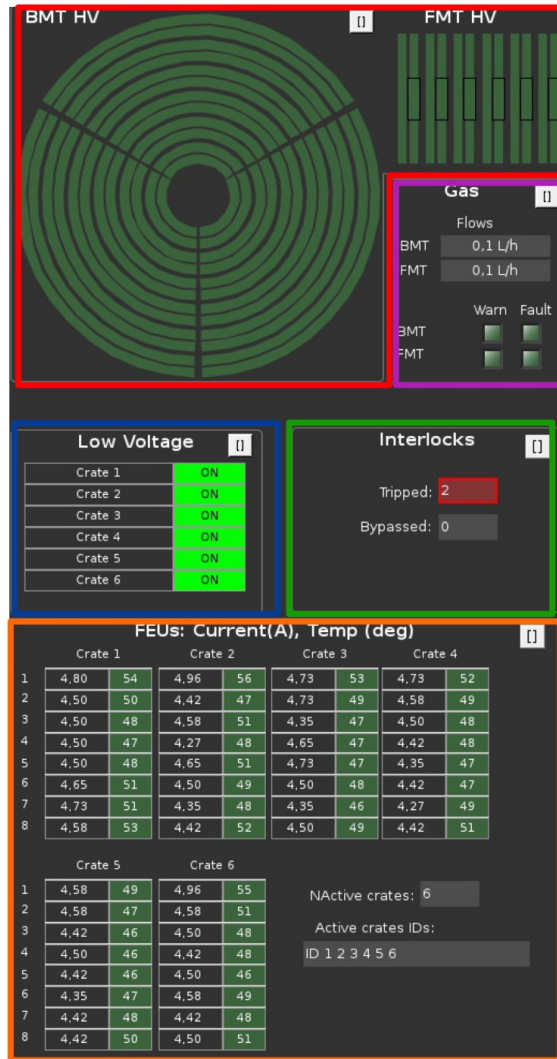 BMT HV [] FMT HV
Gas []
Flows
BMT 0,1 L/h
FMT 0,1 L/h
Warn Fault
BMT
FMT
Low Voltage []
Crate 1 ON
Crate 2 ON
Crate 3 ON
Crate 4 ON
Crate 5 ON
Crate 6 ON
Interlocks []
Tripped: 2
Bypassed: 0
FEUs: Current(A), Temp (deg) []
Crate 1 Crate 2 Crate 3 Crate 4
1 4,80 54 4,96 56 4,73 53 4,73 52
2 4,50 50 4,42 47 4,73 49 4,58 49
3 4,50 48 4,58 51 4,35 47 4,50 48
4 4,50 47 4,27 48 4,65 47 4,42 48
5 4,50 48 4,65 51 4,73 47 4,35 47
6 4,65 51 4,50 49 4,50 48 4,42 47
7 4,73 51 4,35 48 4,35 46 4,27 49
8 4,58 53 4,42 52 4,50 49 4,42 51
Crate 5 Crate 6
1 4,58 49 4,96 55
2 4,58 47 4,58 51
3 4,42 46 4,50 48
4 4,50 46 4,42 48
5 4,42 46 4,50 46
6 4,35 47 4,58 49
7 4,42 48 4,42 48
8 4,42 50 4,50 51
NActive crates: 6
Active crates IDs:
ID 1 2 3 4 5 6